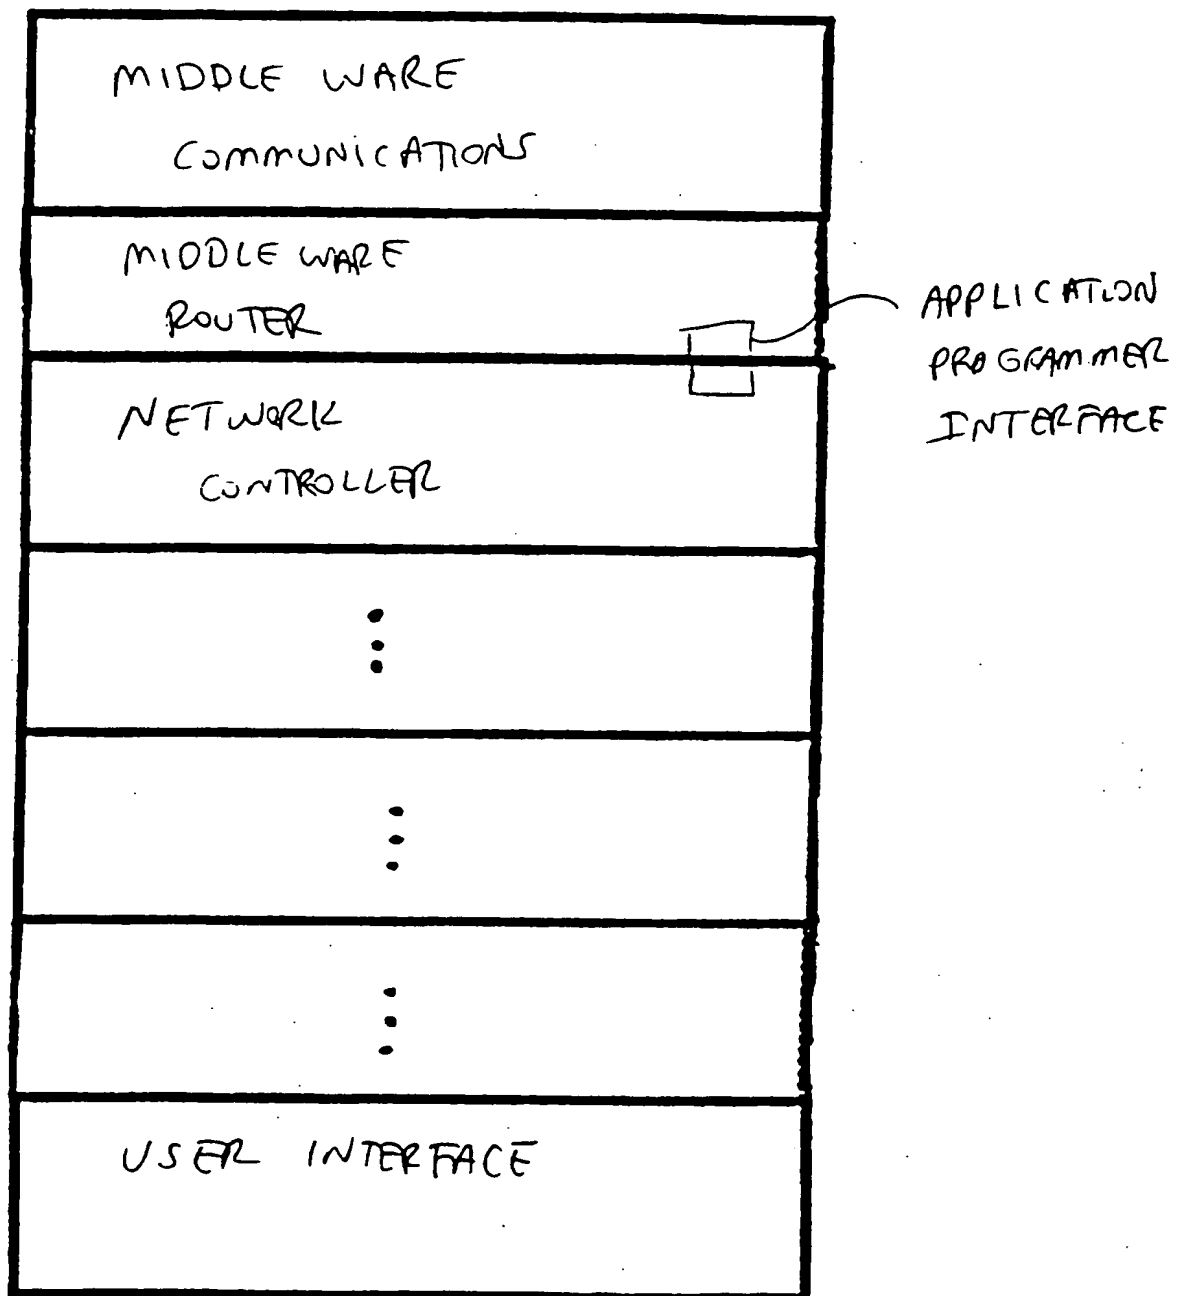 MIDDLE WARE
COMMUNICATIONS
MIDDLE WARE
ROUTER
APPLICATION
PROGRAMMER
INTERFACE
NETWORK
CONTROLLER
USER INTERFACE